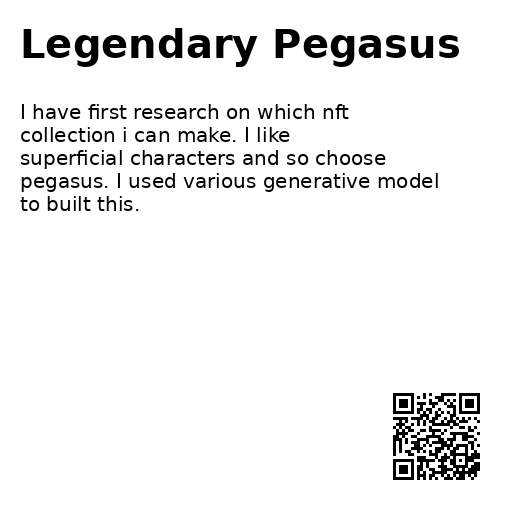 Legendary Pegasus
I have first research on which nft
collection i can make. I like
superficial characters and so choose
pegasus. I used various generative model
to built this.